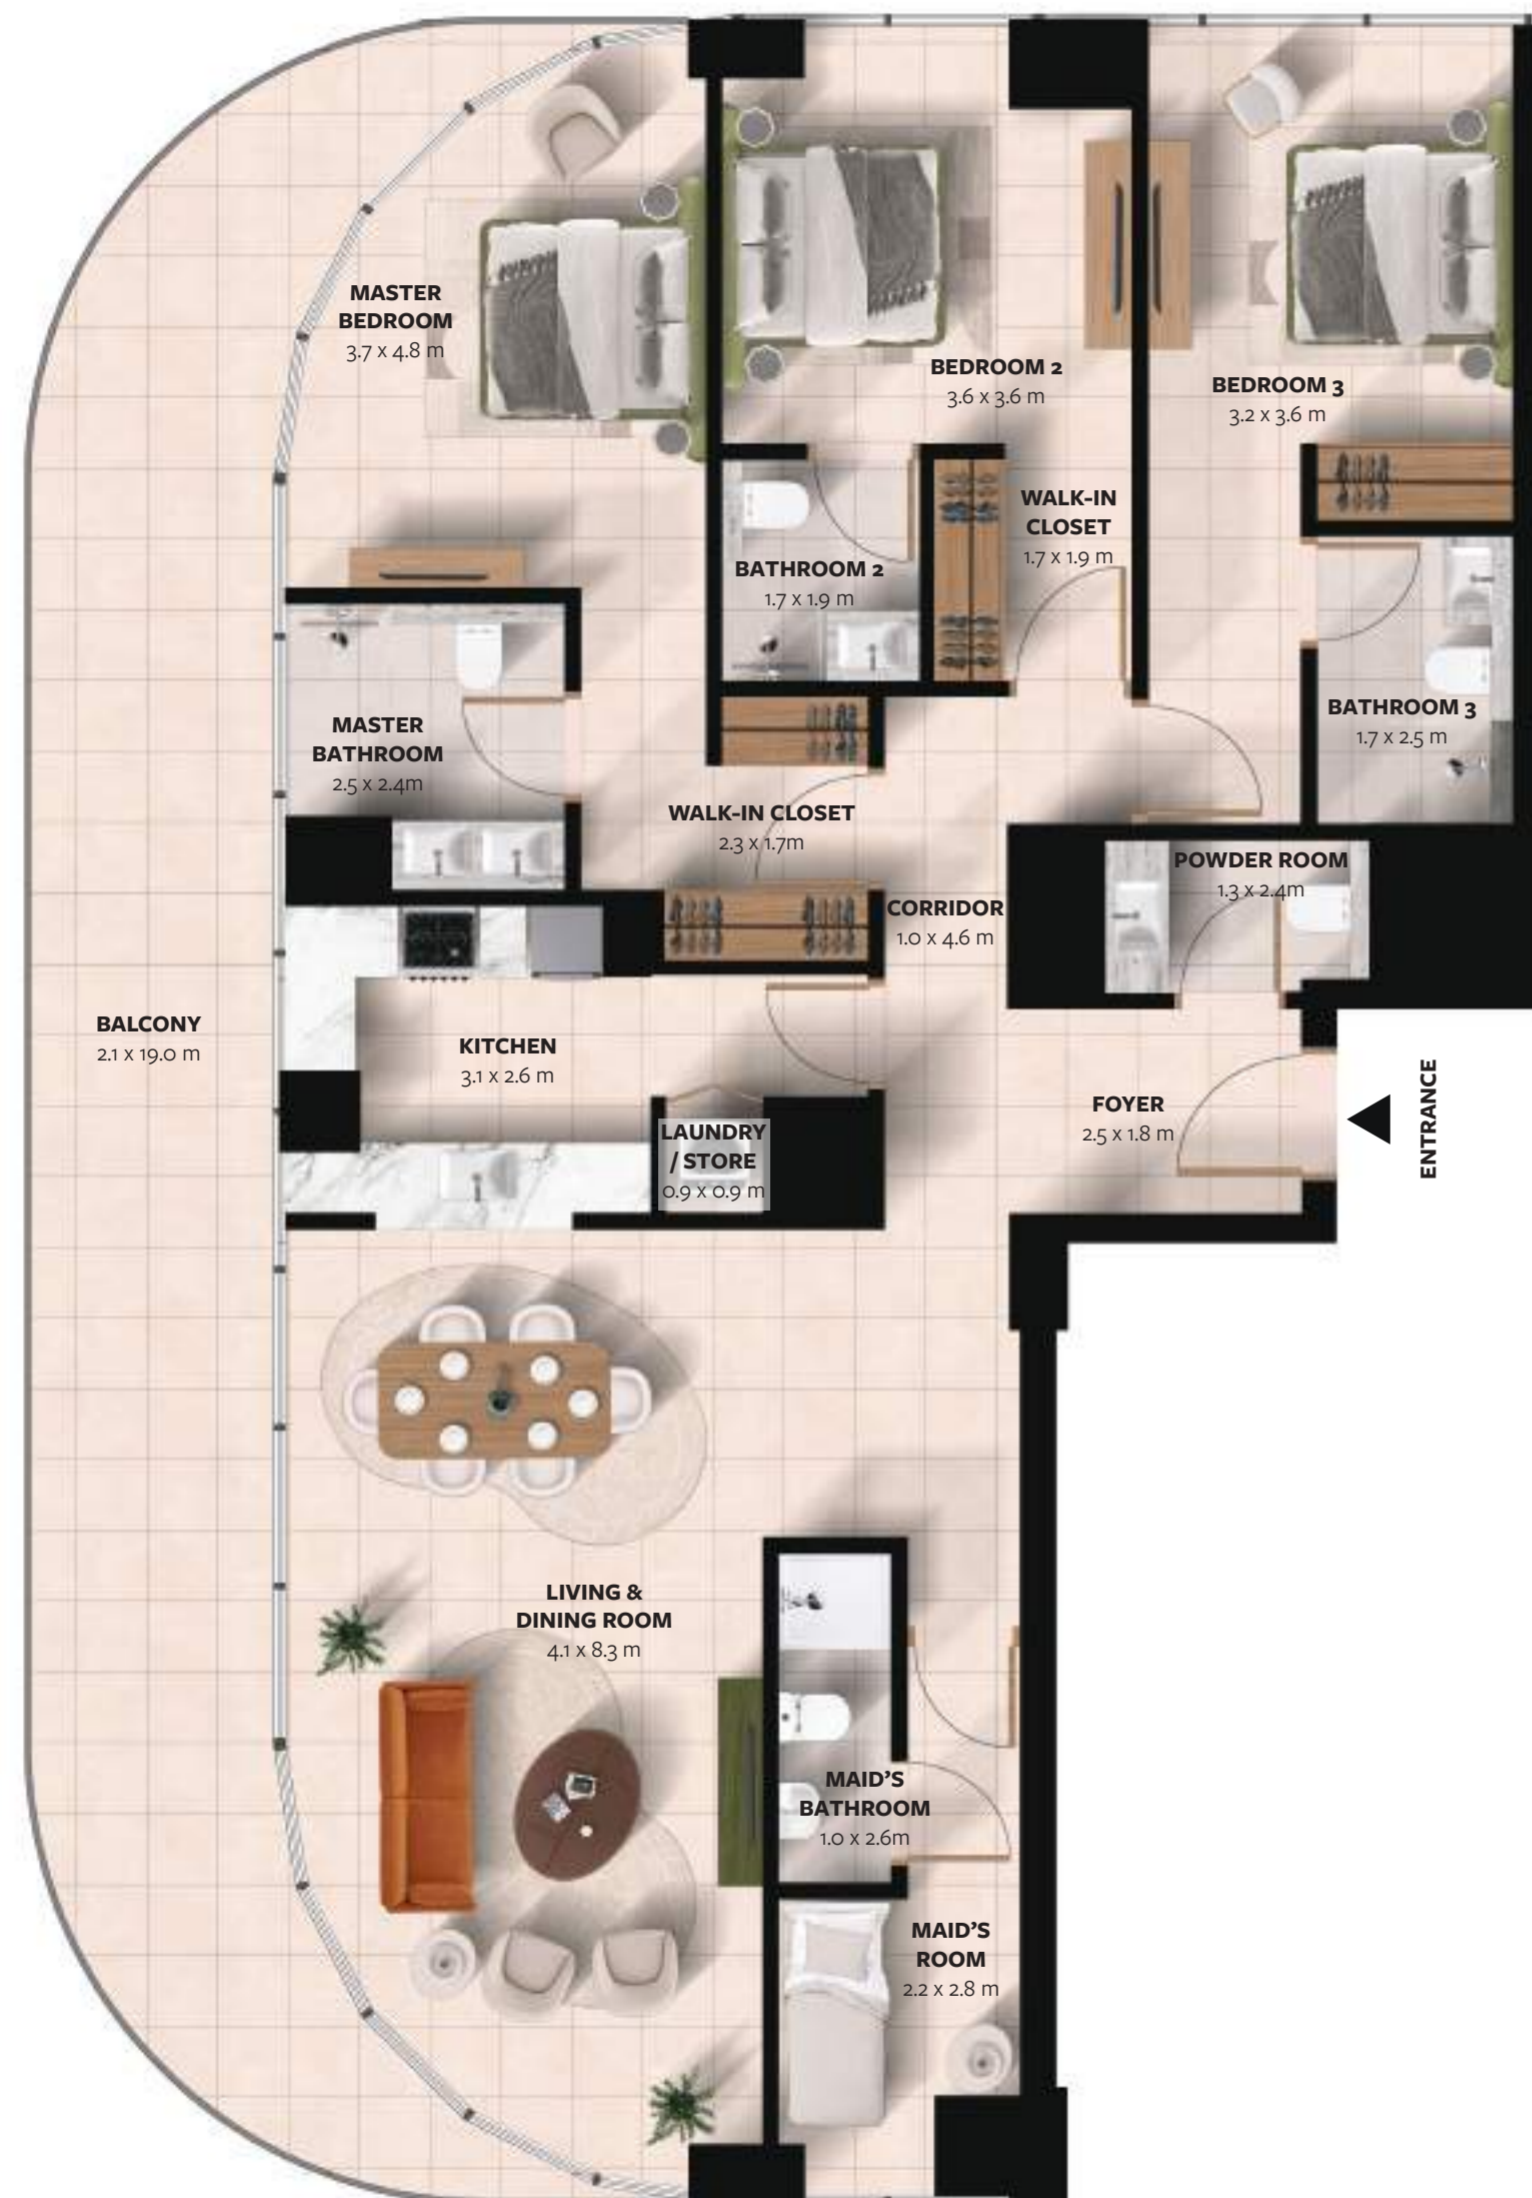 MASTER
BEDROOM
3.7 x 4.8 m
BEDROOM 2
3.6 x 3.6 m
BEDROOM 3
3.2 x 3.6 m
WALK-IN
CLOSET
1.7 x 1.9 m
BATHROOM 2
1.7 x 1.9 m
MASTER
BATHROOM
2.5 x 2.4m
BATHROOM 3
1.7 x 2.5 m
WALK-IN CLOSET
2.3 x 1.7m
POWDER ROOM
1.3 x 2.4m
CORRIDOR
1.0 x 4.6 m
BALCONY
2.1 x 19.0 m
KITCHEN
3.1 x 2.6 m
LAUNDRY
/ STORE
0.9 x 0.9 m
FOYER
2.5 x 1.8 m
ENTRANCE
LIVING &
DINING ROOM
4.1 x 8.3 m
MAID'S
BATHROOM
1.0 x 2.6m
MAID'S
ROOM
2.2 x 2.8 m